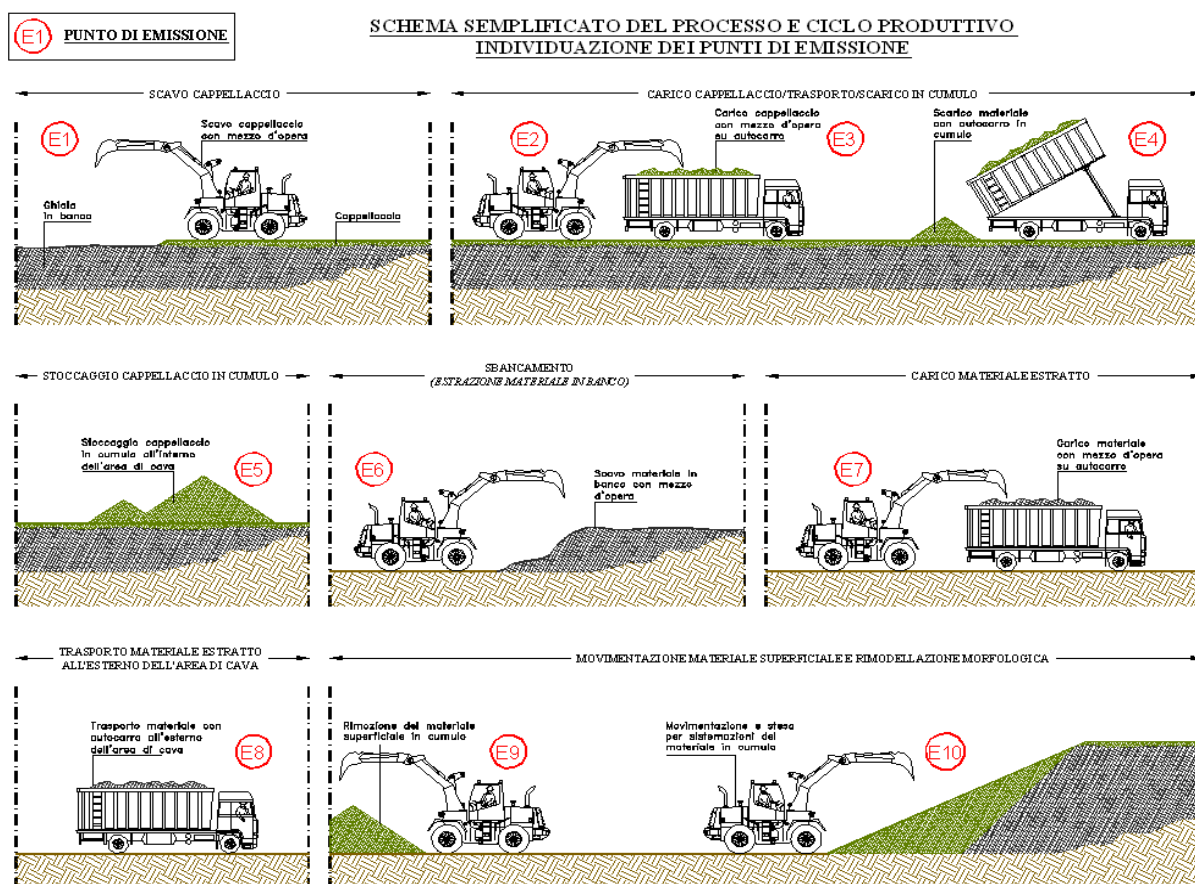 E1 PUNTO DI EMISSIONE
SCHEMA SEMPLIFICATO DEL PROCESSO E CICLO PRODUTTIVO
INDIVIDUAZIONE DEI PUNTI DI EMISSIONE
SCAVO CAPPELLACCIO
E1
Scavo cappellaccio
con mezzo d'opera
Ghiaia
in banco
Cappellaccio
CARICO CAPPELLACCIO/TRASPORTO/SCARICO IN CUMULO
E2
Carico cappellaccio
con mezzo d'opera
su autocarro
E3
Scarico materiale
con autocarro in
cumulo
E4
STOCCAGGIO CAPPELLACCIO IN CUMULO
Stoccaggio cappellaccio
in cumulo all'interno
dell'area di cava
E5
SBANCAMENTO
(ESTRAZIONE MATERIALE IN BANCO)
E6
Scavo materiale in
banco con mezzo
d'opera
CARICO MATERIALE ESTRATTO
E7
Carico materiale
con mezzo d'opera
su autocarro
TRASPORTO MATERIALE ESTRATTO
ALL'ESTERNO DELL'AREA DI CAVA
Trasporto materiale con
autocarro all'esterno
dell'area di cava
E8
MOVIMENTAZIONE MATERIALE SUPERFICIALE E RIMODELLAZIONE MORFOLOGICA
Rimozione del materiale
superficiale in cumulo
E9
Movimentazione e stesa
per sistemazioni del
materiale in cumulo
E10